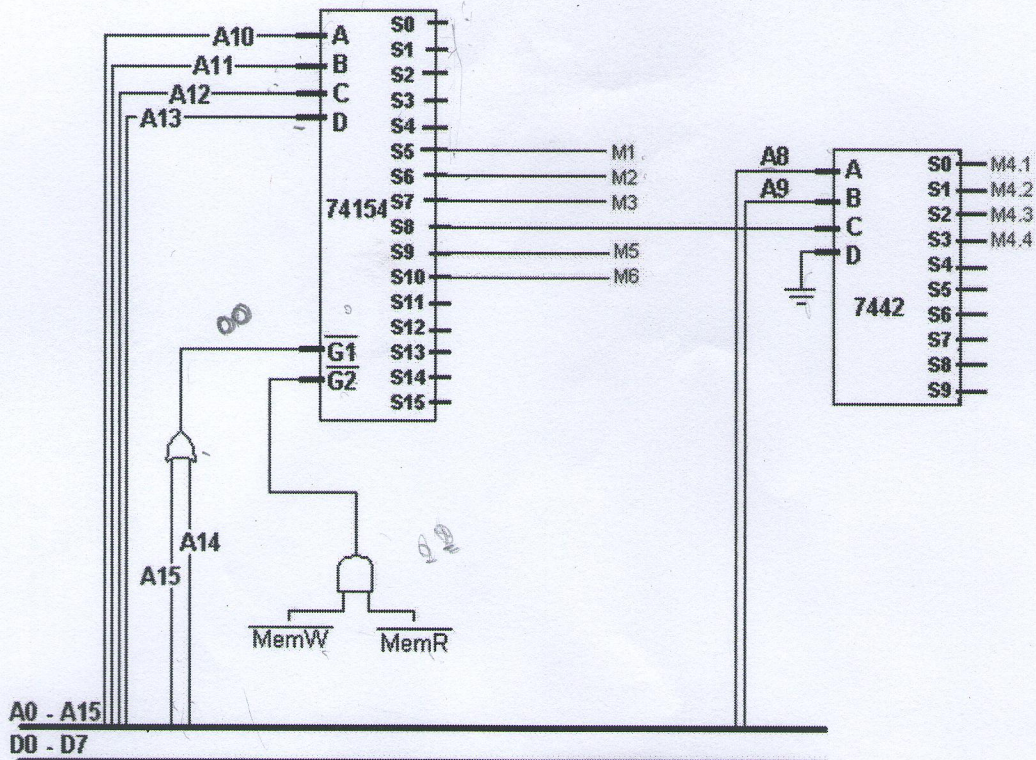 A10
A11
A12
A13
A
B
C
D
74154
G1
G2
S0
S1
S2
S3
S4
S5
S6
S7
S8
S9
S10
S11
S12
S13
S14
S15
M1
M2
M3
M5
M6
A8
A9
A
B
C
D
7442
S0
S1
S2
S3
S4
S5
S6
S7
S8
S9
M4.1
M4.2
M4.3
M4.4
A14
A15
MemW
MemR
A0 - A15
D0 - D7